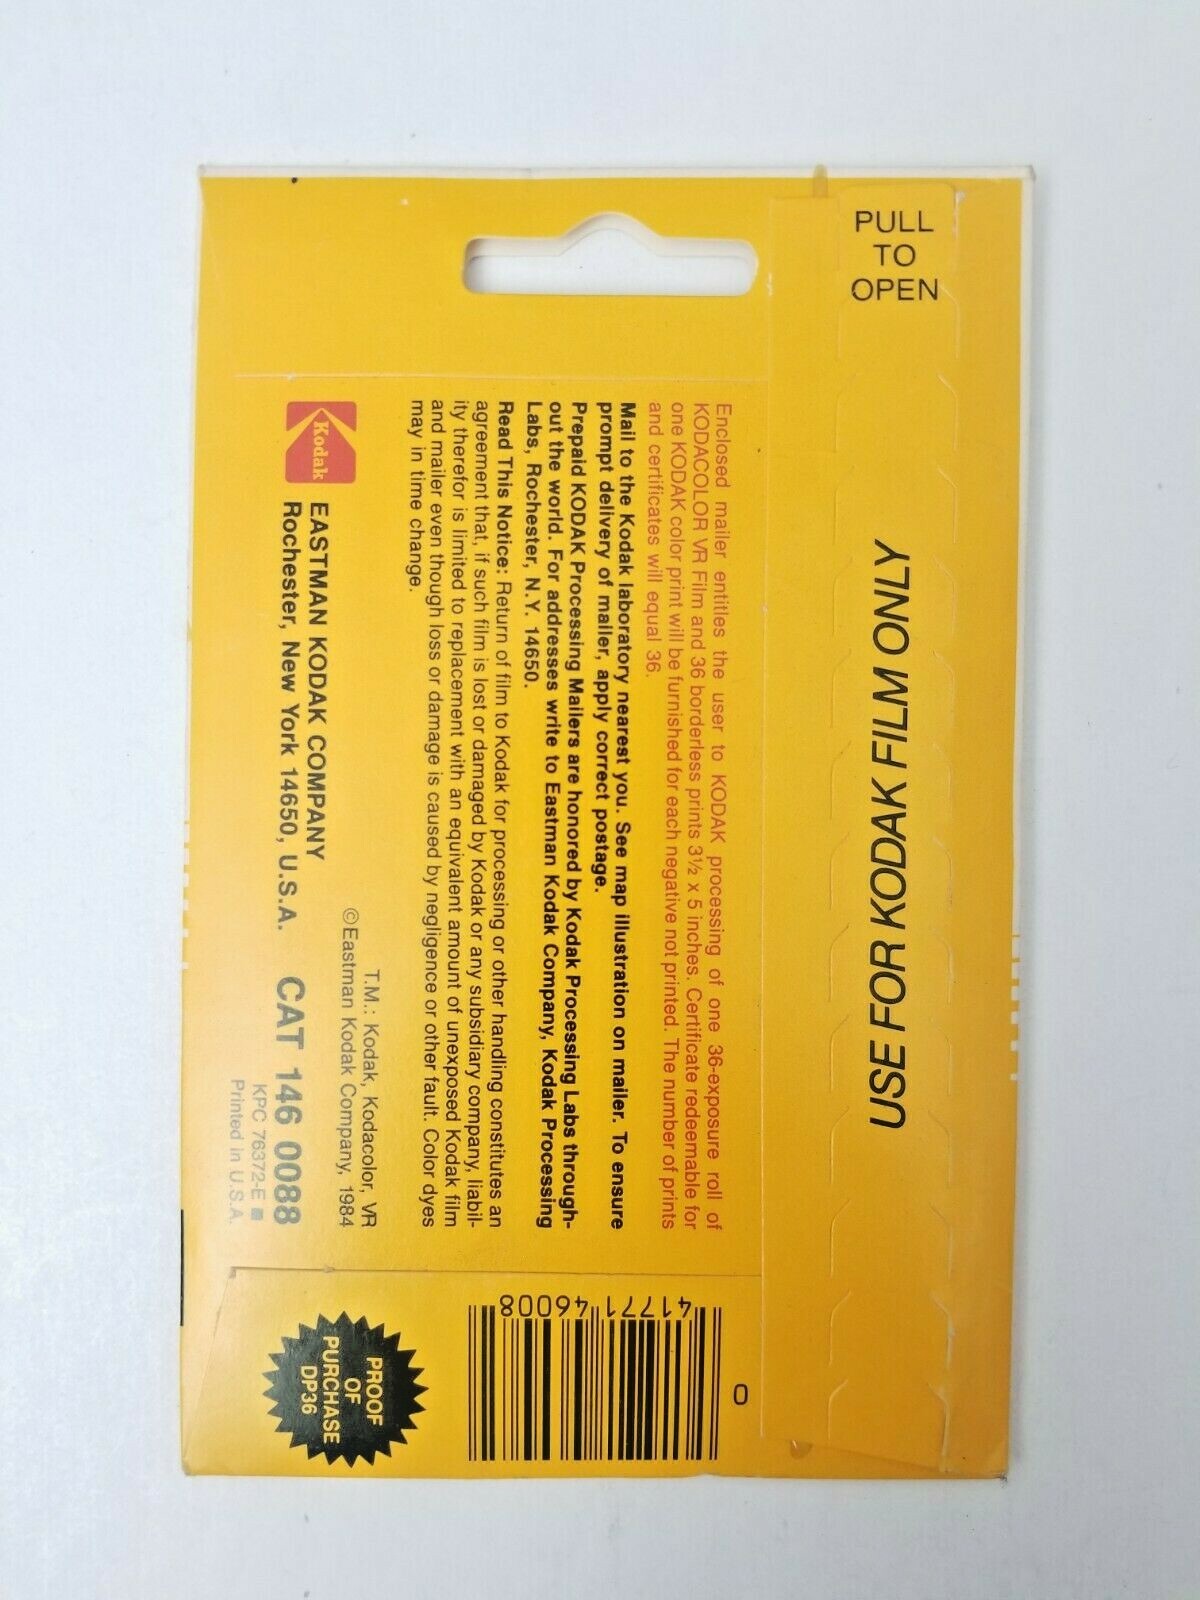 PULL
TO
OPEN
USE FOR KODAK FILM ONLY
Enclosed mailer entitles the user to KODAK processing of one 36-exposure roll of
KODACOLOR VR Film and 36 borderless prints 3½ x 5 inches. Certificate redeemable for
one KODAK color print will be furnished for each negative not printed. The number of prints
and certificates will equal 36.
Mail to the Kodak laboratory nearest you. See map illustration on mailer. To ensure
prompt delivery of mailer, apply correct postage.
Prepaid KODAK Processing Mailers are honored by Kodak Processing Labs through-
out the world. For addresses write to Eastman Kodak Company, Kodak Processing
Labs, Rochester, N.Y. 14650.
Read This Notice: Return of film to Kodak for processing or other handling constitutes an
agreement that, if such film is lost or damaged by Kodak or any subsidiary company, liabil-
ity therefor is limited to replacement with an equivalent amount of unexposed Kodak film
and mailer even though loss or damage is caused by negligence or other fault. Color dyes
may in time change.
T.M.: Kodak, Kodacolor, VR
©Eastman Kodak Company, 1984
Kodak
EASTMAN KODAK COMPANY
Rochester, New York 14650, U.S.A. CAT 146 0088
KPC 76372-E ■
Printed in U.S.A.
0
41771 46008
PROOF
OF
PURCHASE
DP36